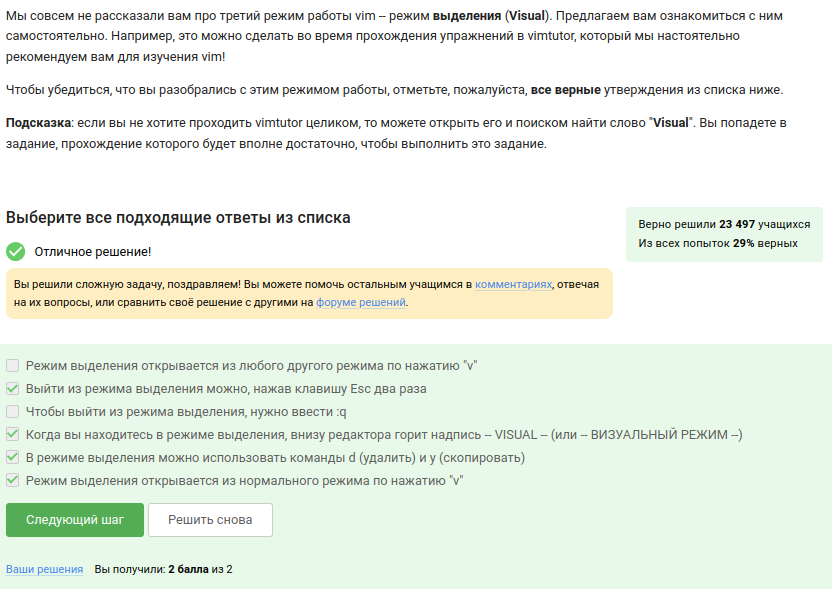 Мы совсем не рассказали вам про третий режим работы vim -- режим выделения (Visual). Предлагаем вам ознакомиться с ним
самостоятельно. Например, это можно сделать во время прохождения упражнений в vimtutor, который мы настоятельно
рекомендуем вам для изучения vim!
Чтобы убедиться, что вы разобрались с этим режимом работы, отметьте, пожалуйста, все верные утверждения из списка ниже.
Подсказка: если вы не хотите проходить vimtutor целиком, то можете открыть его и поиском найти слово "Visual". Вы попадете в
задание, прохождение которого будет вполне достаточно, чтобы выполнить это задание.
Выберите все подходящие ответы из списка
Верно решили 23 497 учащихся
Из всех попыток 29% верных
Отличное решение!
Вы решили сложную задачу, поздравляем! Вы можете помочь остальным учащимся в комментариях, отвечая
на их вопросы, или сравнить своё решение с другими на форуме решений.
Режим выделения открывается из любого другого режима по нажатию "v"
Выйти из режима выделения можно, нажав клавишу Esc два раза
Чтобы выйти из режима выделения, нужно ввести :q
Когда вы находитесь в режиме выделения, внизу редактора горит надпись -- VISUAL -- (или -- ВИЗУАЛЬНЫЙ РЕЖИМ --)
В режиме выделения можно использовать команды d (удалить) и y (скопировать)
Режим выделения открывается из нормального режима по нажатию "v"
Следующий шаг
Решить снова
Ваши решения Вы получили: 2 балла из 2